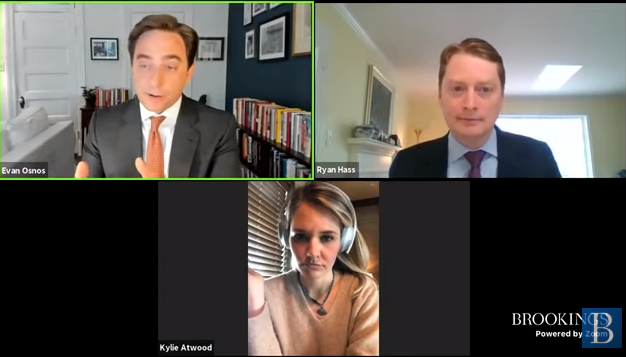 Evan Osnos
Ryan Hass
Kylie Atwood
BROOKINGS
Powered by Zoom
B